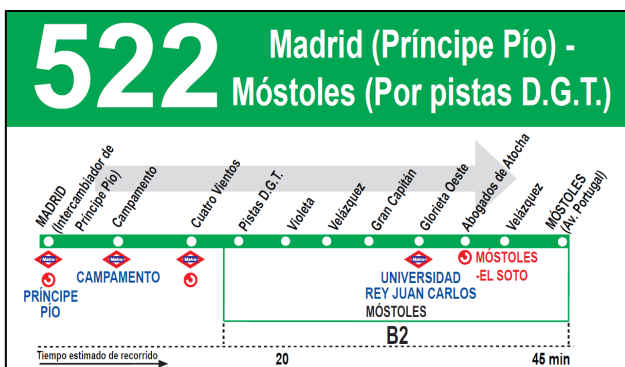 522
Madrid (Príncipe Pío) -
Móstoles (Por pistas D.G.T.)
MADRID
(Intercambiador de
Príncipe Pío)
Campamento
Cuatro Vientos
Pistas D.G.T.
Violeta
Velázquez
Gran Capitán
Glorieta Oeste
Abogados de Atocha
Velázquez
MÓSTOLES
(Av. Portugal)
Metro
Metro
Metro
Metro
PRÍNCIPE
PÍO
CAMPAMENTO
UNIVERSIDAD
REY JUAN CARLOS
MÓSTOLES
-EL SOTO
MÓSTOLES
B2
Tiempo estimado de recorrido
20
45 min